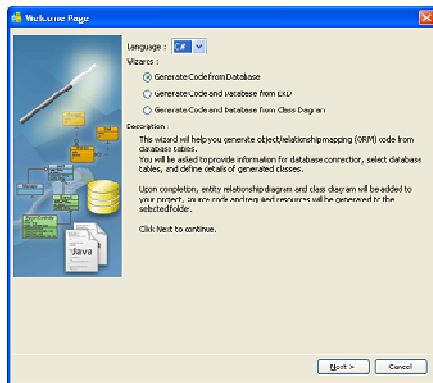 Welcome Page
Language : C#
Wizards :
Generate Code from Database
Generate Code and Database from ERD
Generate Code and Database from Class Diagram
Description :
This wizard will help you generate object/relationship mapping (ORM) code from
database tables.
You will be asked to provide information for database connection, select database
tables, and define details of generated classes.
Upon completion, entity relationship diagram and class diagram will be added to
your project, source code and required resources will be generated to the
selected folder.
Click Next to continue.
Java
Next >
Cancel